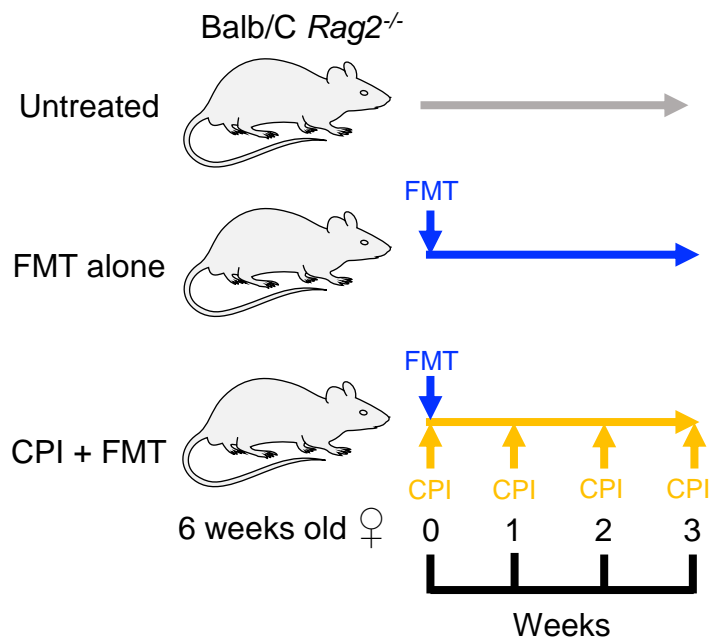 Balb/C Rag2-/-
Untreated
FMT
FMT alone
FMT
CPI + FMT
CPI CPI CPI CPI
6 weeks old ♀ 0 1 2 3
Weeks